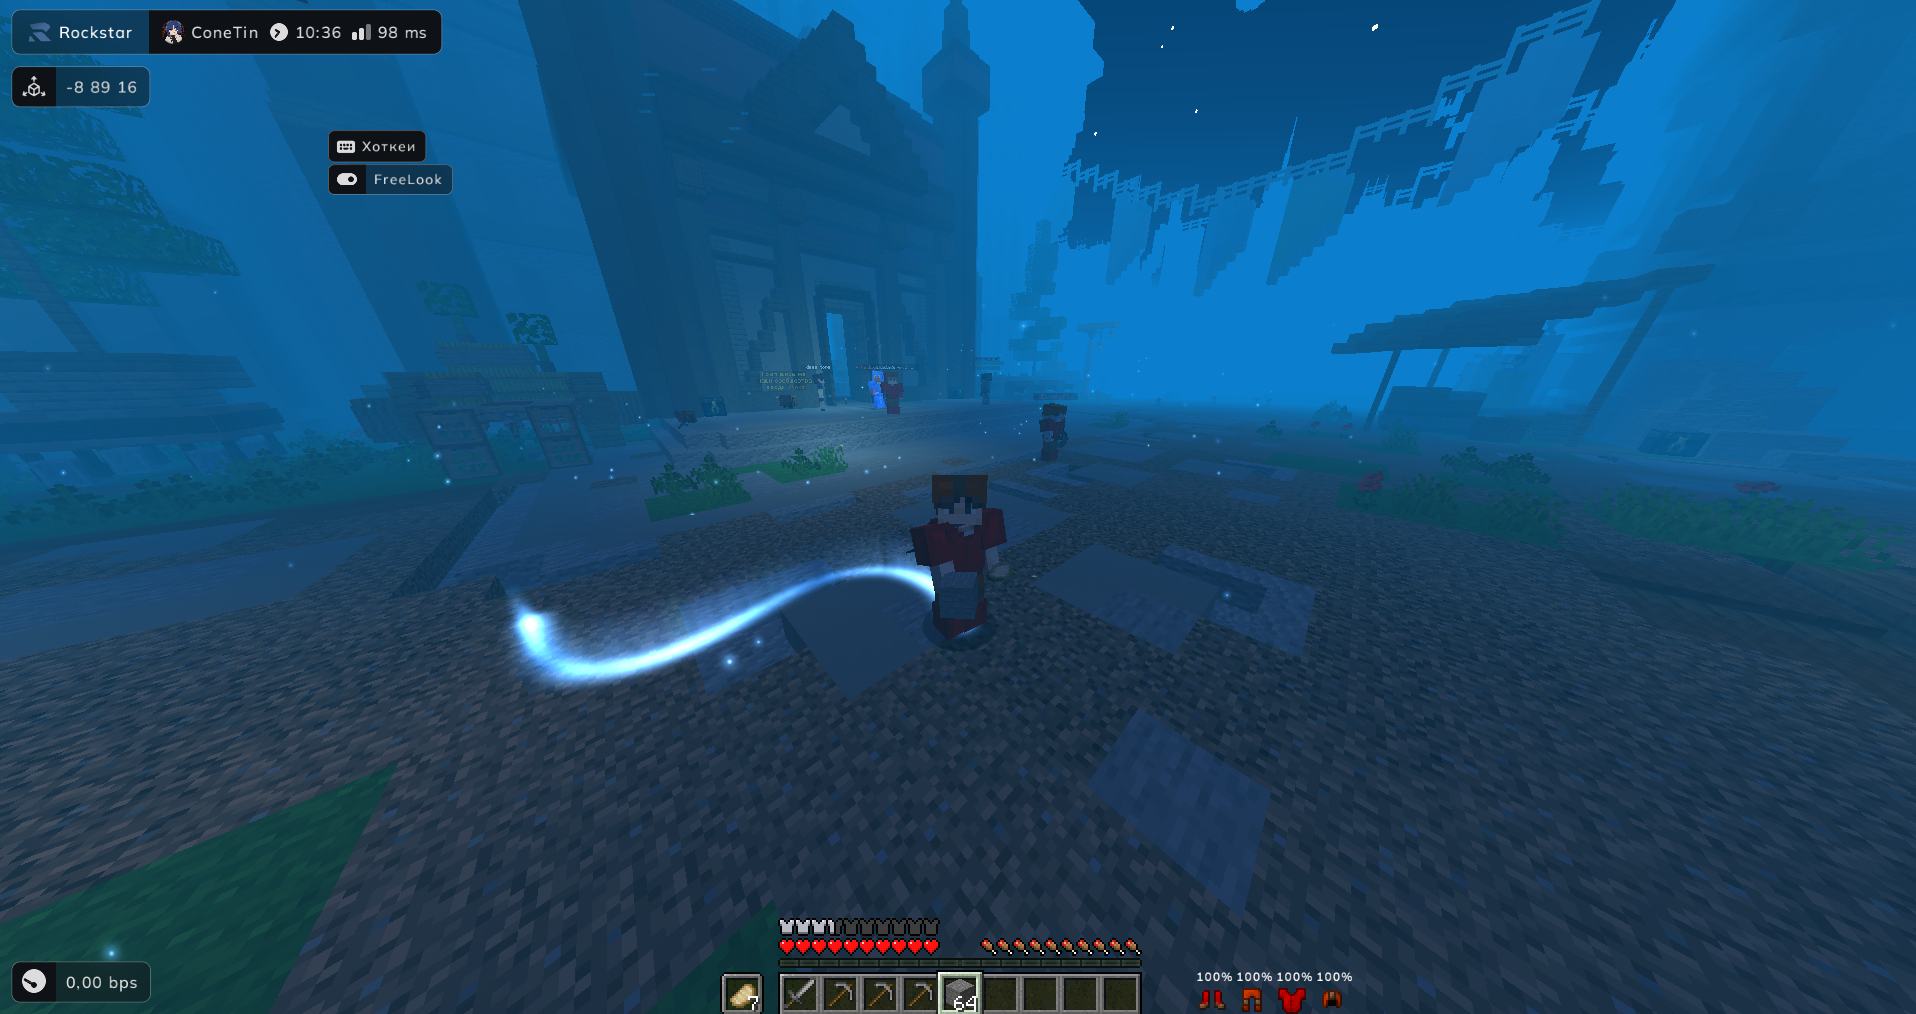 Rockstar
ConeTin 10:36 98 ms
-8 89 16
Хоткеи
FreeLook
0,00 bps
7
64
100% 100% 100% 100%